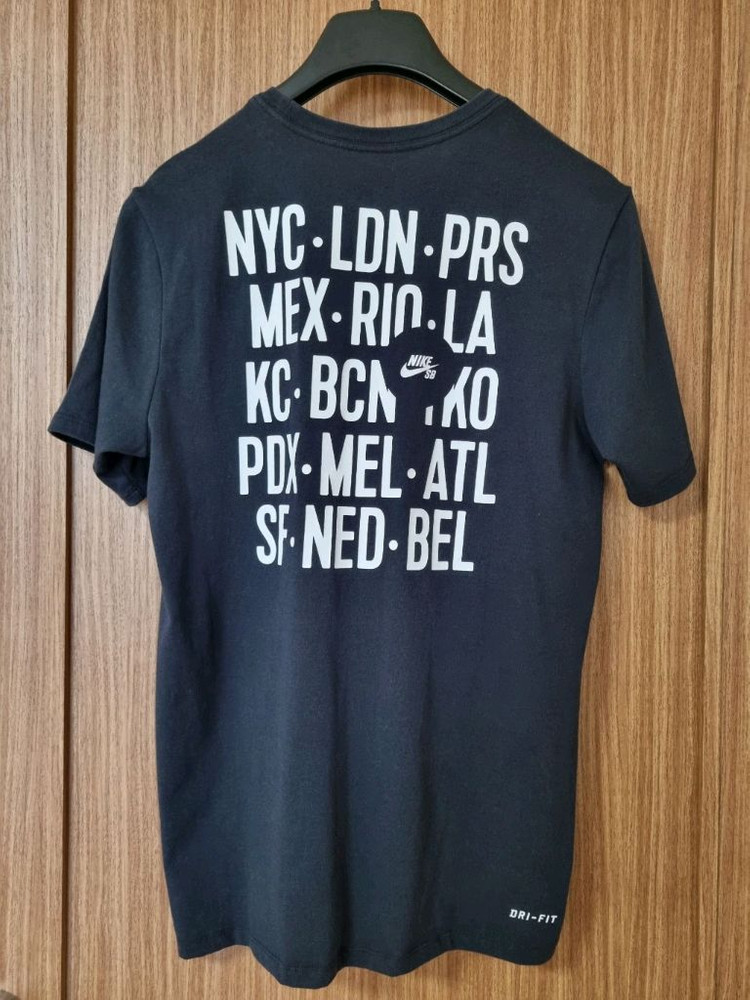 NYC·LDN·PRS
MEX·RIO·LA
NIKE
SB
KC·BCN
PDX·MEL·ATL
SF·NED·BEL
DRI-FIT